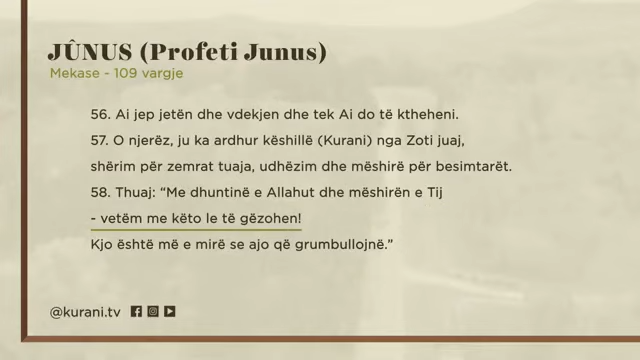 JÛNUS (Profeti Junus)
Mekase - 109 vargje
56. Ai jep jetën dhe vdekjen dhe tek Ai do të ktheheni.
57. O njerëz, ju ka ardhur këshillë (Kurani) nga Zoti juaj,
shërim për zemrat tuaja, udhëzim dhe mëshirë për besimtarët.
58. Thuaj: “Me dhuntinë e Allahut dhe mëshirën e Tij
- vetëm me këto le të gëzohen!
Kjo është më e mirë se ajo që grumbullojnë.”
@kurani.tv